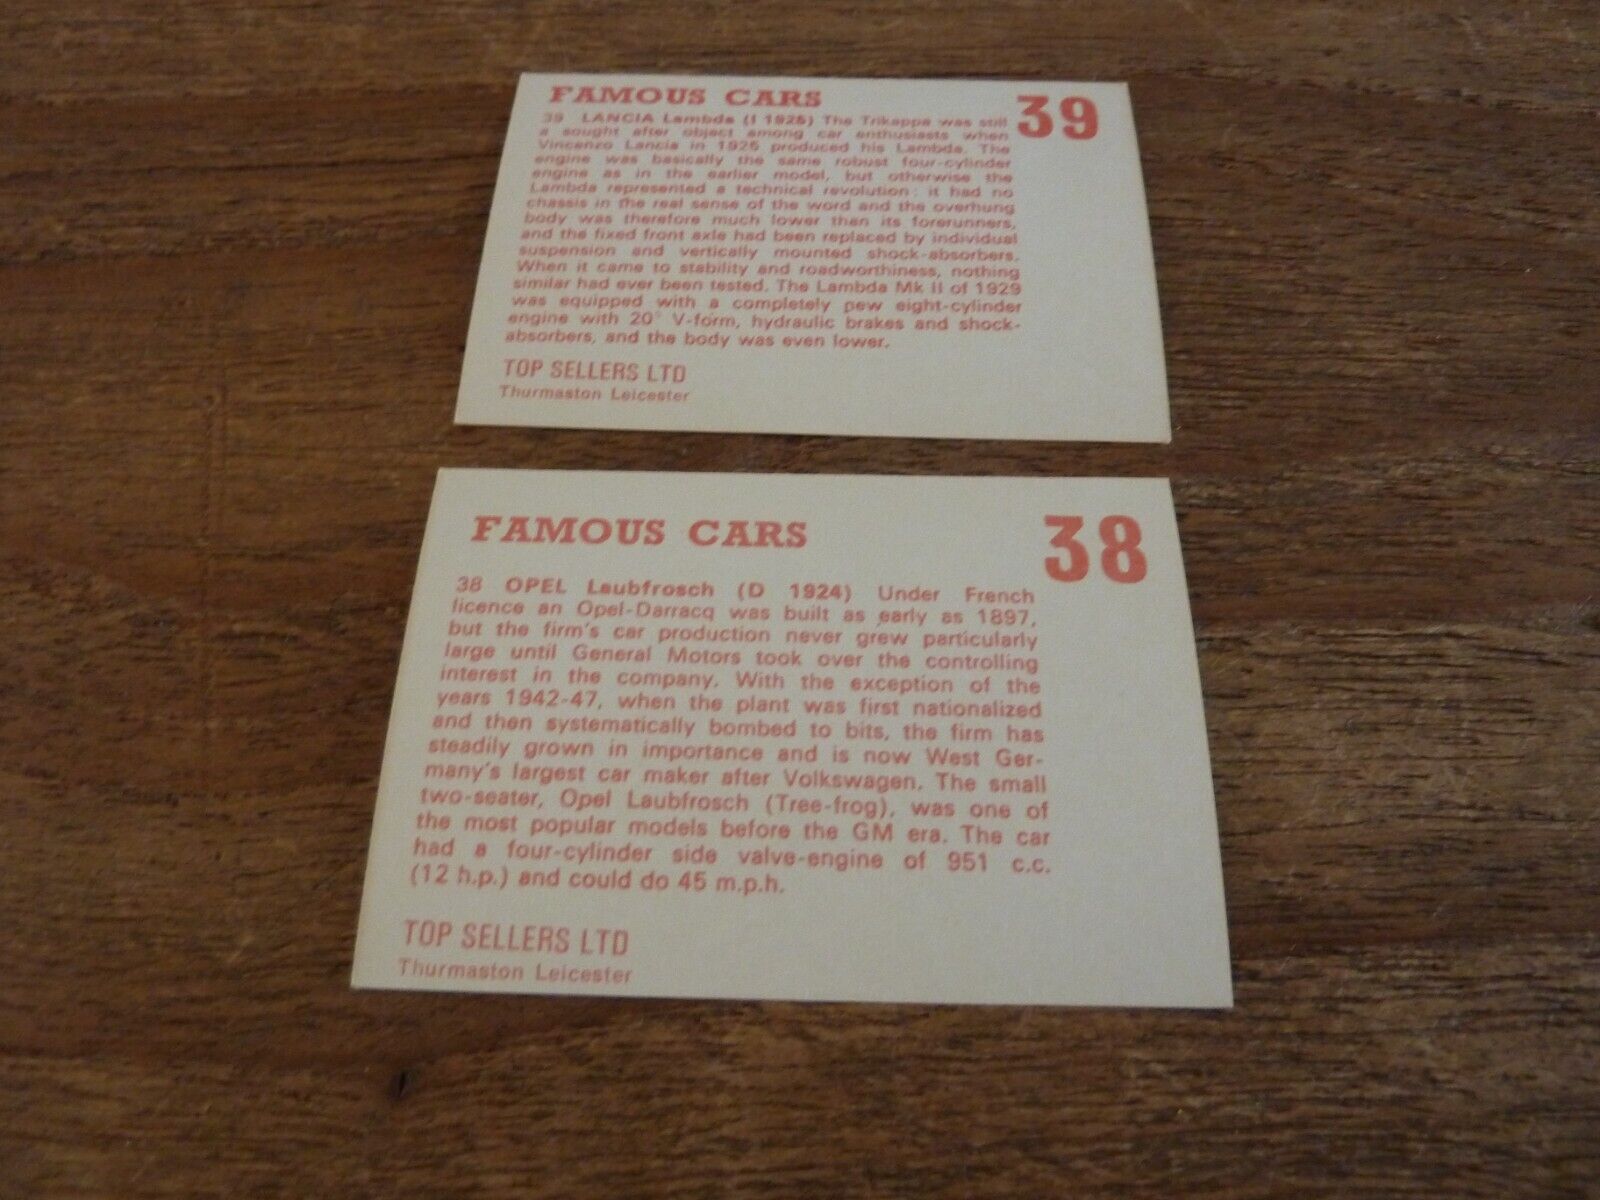 FAMOUS CARS 39
39 LANCIA Lambda (I 1925) The Trikappa was still
a sought after object among car enthusiasts when
Vincenzo Lancia in 1925 produced his Lambda. The
engine was basically the same robust four-cylinder
engine as in the earlier model, but otherwise the
Lambda represented a technical revolution: it had no
chassis in the real sense of the word and the overhung
body was therefore much lower than its forerunners,
and the fixed front axle had been replaced by individual
suspension and vertically mounted shock-absorbers.
When it came to stability and roadworthiness, nothing
similar had ever been tested. The Lambda Mk II of 1929
was equipped with a completely new eight-cylinder
engine with 20° V-form, hydraulic brakes and shock-
absorbers, and the body was even lower.
TOP SELLERS LTD
Thurmaston Leicester
FAMOUS CARS 38
38 OPEL Laubfrosch (D 1924) Under French
licence an Opel-Darracq was built as early as 1897,
but the firm's car production never grew particularly
large until General Motors took over the controlling
interest in the company. With the exception of the
years 1942-47, when the plant was first nationalized
and then systematically bombed to bits, the firm has
steadily grown in importance and is now West Ger-
many's largest car maker after Volkswagen. The small
two-seater, Opel Laubfrosch (Tree-frog), was one of
the most popular models before the GM era. The car
had a four-cylinder side valve-engine of 951 c.c.
(12 h.p.) and could do 45 m.p.h.
TOP SELLERS LTD
Thurmaston Leicester